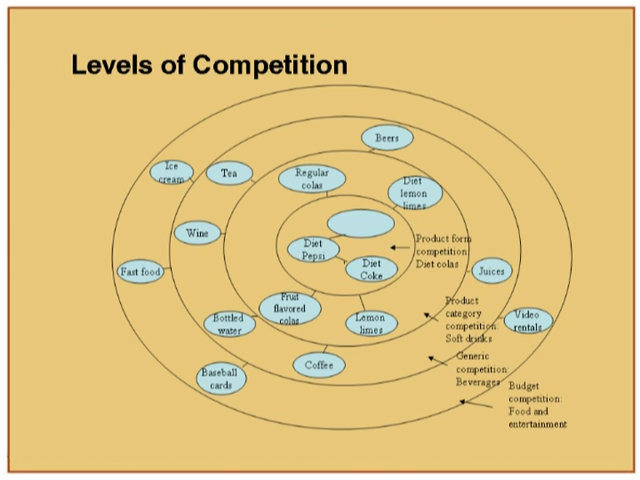 Levels of Competition
Beers
Ice
cream
Tea
Regular
colas
Diet
lemon
limes
Wine
Diet
Pepsi
Product form
competition:
Diet colas
Diet
Coke
Fast food
Juices
Fruit
flavored
colas
Product
category
competition:
Soft drinks
Bottled
water
Lemon
limes
Video
rentals
Coffee
Generic
competition:
Beverages
Baseball
cards
Budget
competition:
Food and
entertainment